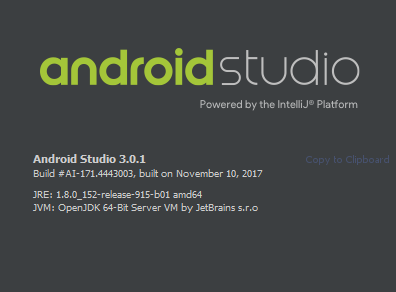 androidstudio
Powered by the IntelliJ® Platform
Android Studio 3.0.1
Copy to Clipboard
Build #AI-171.4443003, built on November 10, 2017
JRE: 1.8.0_152-release-915-b01 amd64
JVM: OpenJDK 64-Bit Server VM by JetBrains s.r.o